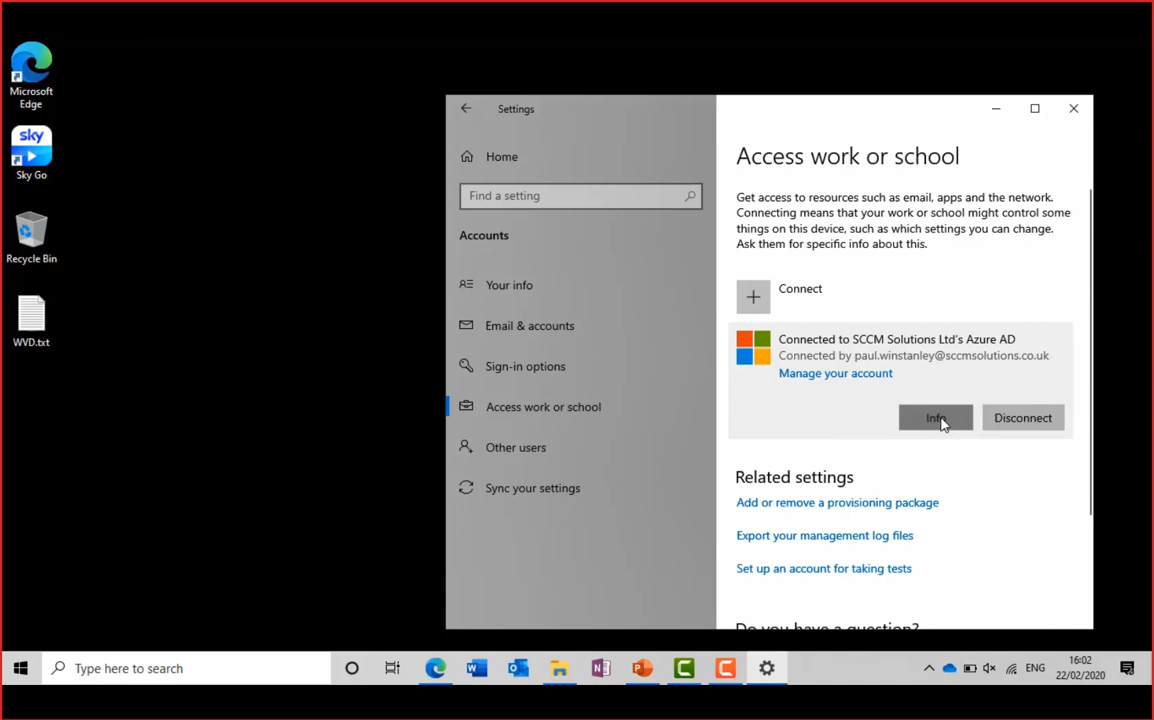 Microsoft
Edge
sky
Sky Go
Recycle Bin
WVD.txt
Settings
Home
Find a setting
Accounts
Your info
Email & accounts
Sign-in options
Access work or school
Other users
Sync your settings
Access work or school
Get access to resources such as email, apps and the network.
Connecting means that your work or school might control some
things on this device, such as which settings you can change.
Ask them for specific info about this.
Connect
Connected to SCCM Solutions Ltd's Azure AD
Connected by paul.winstanley@sccmsolutions.co.uk
Manage your account
Info
Disconnect
Related settings
Add or remove a provisioning package
Export your management log files
Set up an account for taking tests
Do you have a question?
Type here to search
ENG
16:02
22/02/2020